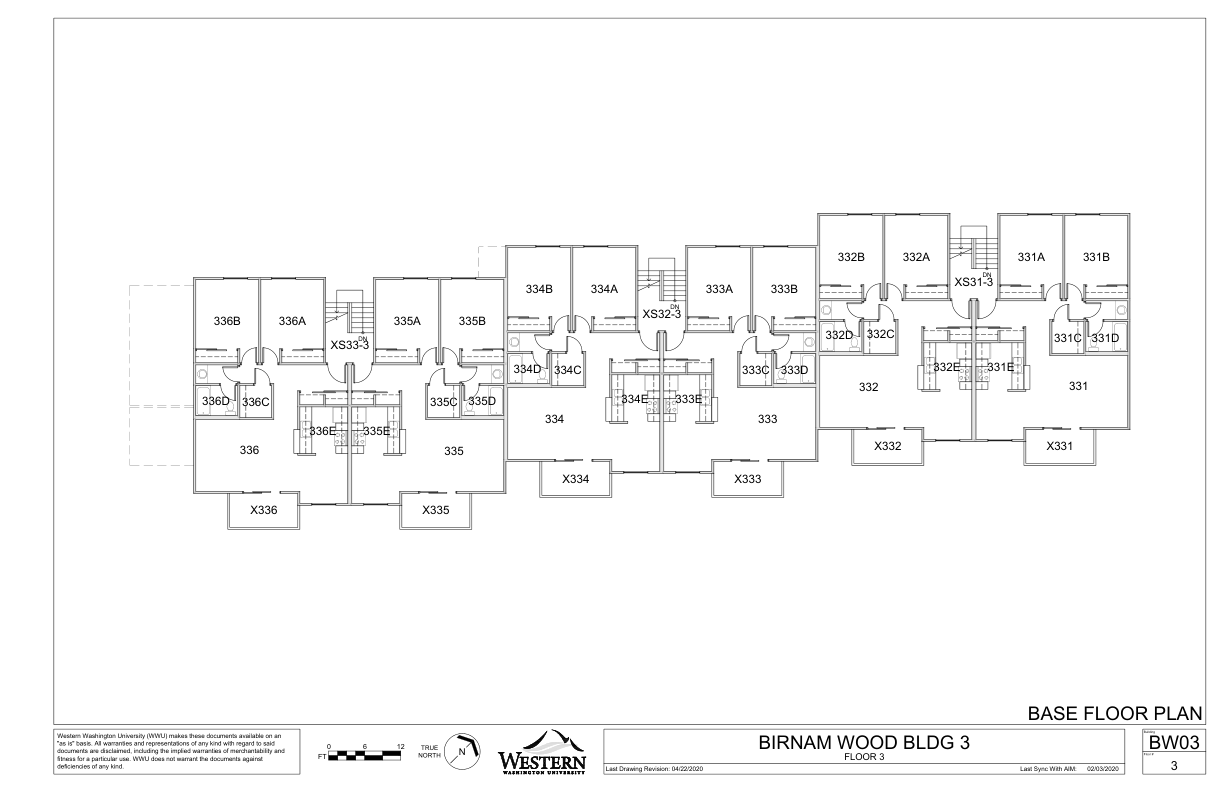 332B 332A 331A 331B
DN
XS31-3
334B 334A 333A 333B
DN
XS32-3
336B 336A 335A 335B
DN
XS33-3
332D 332C 331C 331D
334D 334C 333C 333D
332E 331E
332 331
336D 336C 335C 335D
334E 333E
334 333
336E 335E
X332 X331
336 335
X334 X333
X336 X335
BASE FLOOR PLAN
Western Washington University (WWU) makes these documents available on an
"as is" basis. All warranties and representations of any kind with regard to said
documents are disclaimed, including the implied warranties of merchantability and
fitness for a particular use. WWU does not warrant the documents against
deficiencies of any kind.
0 6 12
FT
TRUE
NORTH
N
WESTERN
WASHINGTON UNIVERSITY
BIRNAM WOOD BLDG 3
FLOOR 3
Last Drawing Revision: 04/22/2020
Last Sync With AIM: 02/03/2020
BW03
3